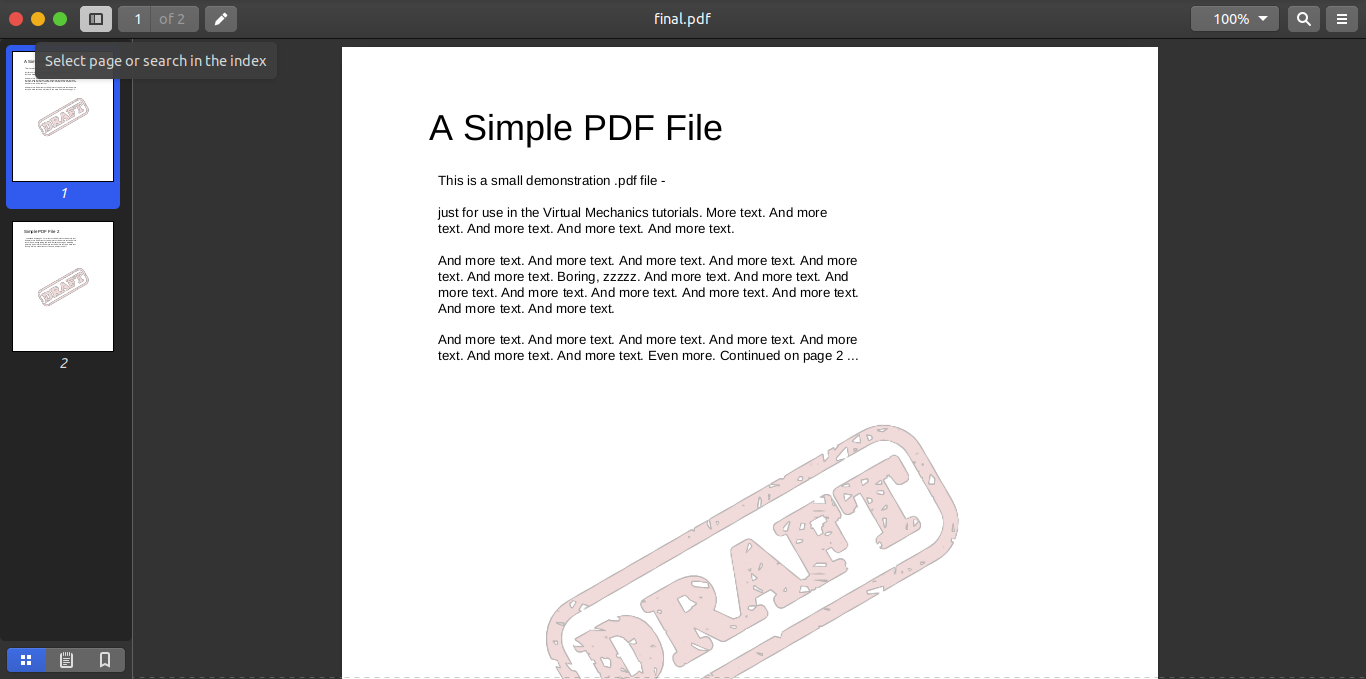 1 of 2
final.pdf
100%
Select page or search in the index
1
Simple PDF File 2
DRAFT
2
A Simple PDF File
This is a small demonstration .pdf file -
just for use in the Virtual Mechanics tutorials. More text. And more
text. And more text. And more text. And more text.
And more text. And more text. And more text. And more text. And more
text. And more text. Boring, zzzzz. And more text. And more text. And
more text. And more text. And more text. And more text. And more text.
And more text. And more text.
And more text. And more text. And more text. And more text. And more
text. And more text. And more text. Even more. Continued on page 2 ...
DRAFT